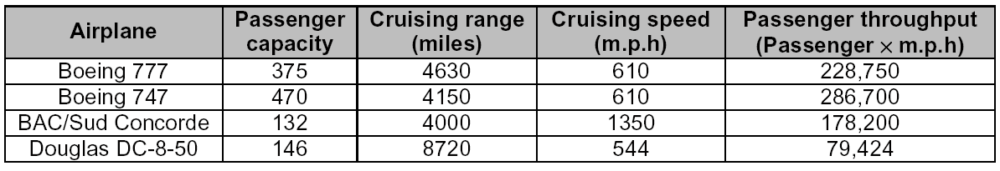 Airplane Passenger capacity Cruising range (miles) Cruising speed (m.p.h) Passenger throughput (Passenger × m.p.h)
Boeing 777 375 4630 610 228,750
Boeing 747 470 4150 610 286,700
BAC/Sud Concorde 132 4000 1350 178,200
Douglas DC-8-50 146 8720 544 79,424